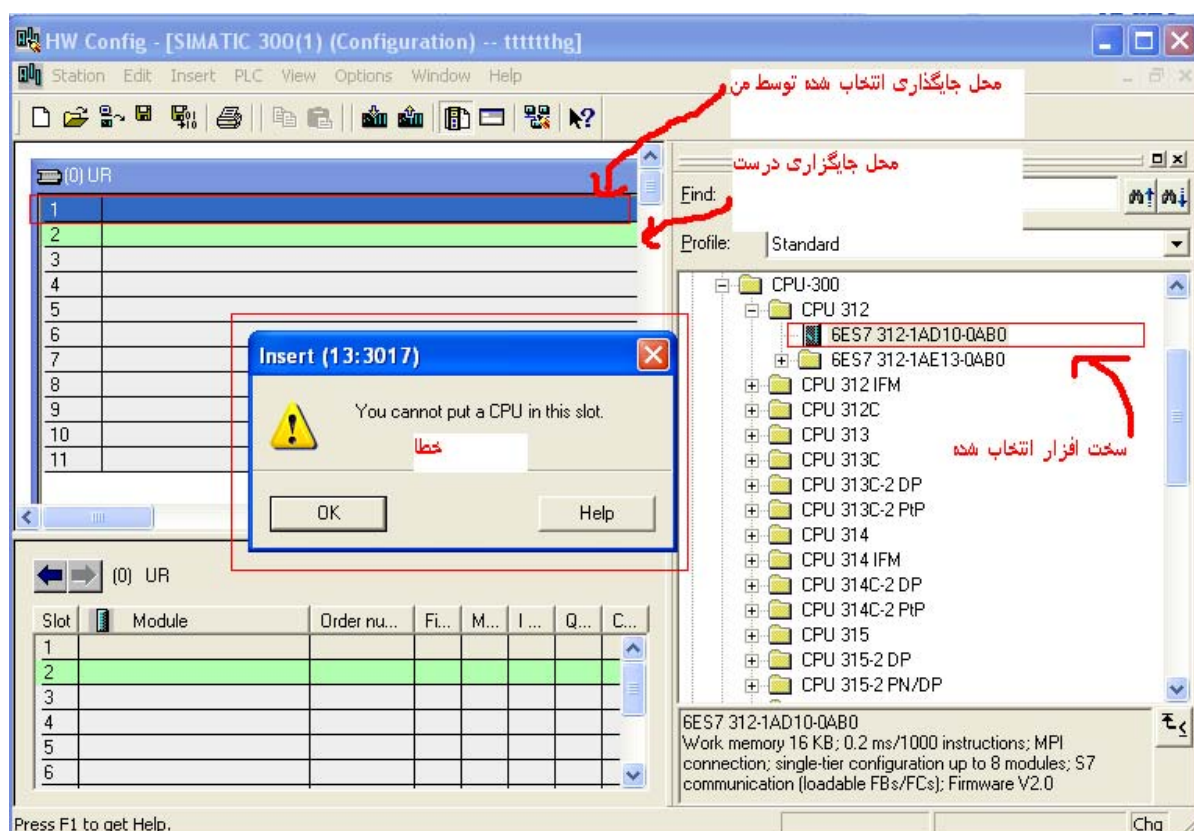 HW Config - [SIMATIC 300(1) (Configuration) -- ttttthg]
Station Edit Insert PLC View Options Window Help
محل جایگذاری انتخاب شده توسط من
محل جایگزاری درست
(0) UR
1
2
3
4
5
6
7
8
9
10
11
Find:
Profile: Standard
CPU-300
CPU 312
6ES7 312-1AD10-0AB0
6ES7 312-1AE13-0AB0
CPU 312 IFM
CPU 312C
CPU 313
CPU 313C
CPU 313C-2 DP
CPU 313C-2 PtP
CPU 314
CPU 314 IFM
CPU 314C-2 DP
CPU 314C-2 PtP
CPU 315
CPU 315-2 DP
CPU 315-2 PN/DP
سخت افزار انتخاب شده
Insert (13:3017)
You cannot put a CPU in this slot.
خطا
OK Help
(0) UR
Slot Module Order nu... Fi... M... I ... Q... C...
1
2
3
4
5
6
6ES7 312-1AD10-0AB0
Work memory 16 KB; 0.2 ms/1000 instructions; MPI
connection; single-tier configuration up to 8 modules; S7
communication (loadable FBs/FCs); Firmware V2.0
Press F1 to get Help.
Chg